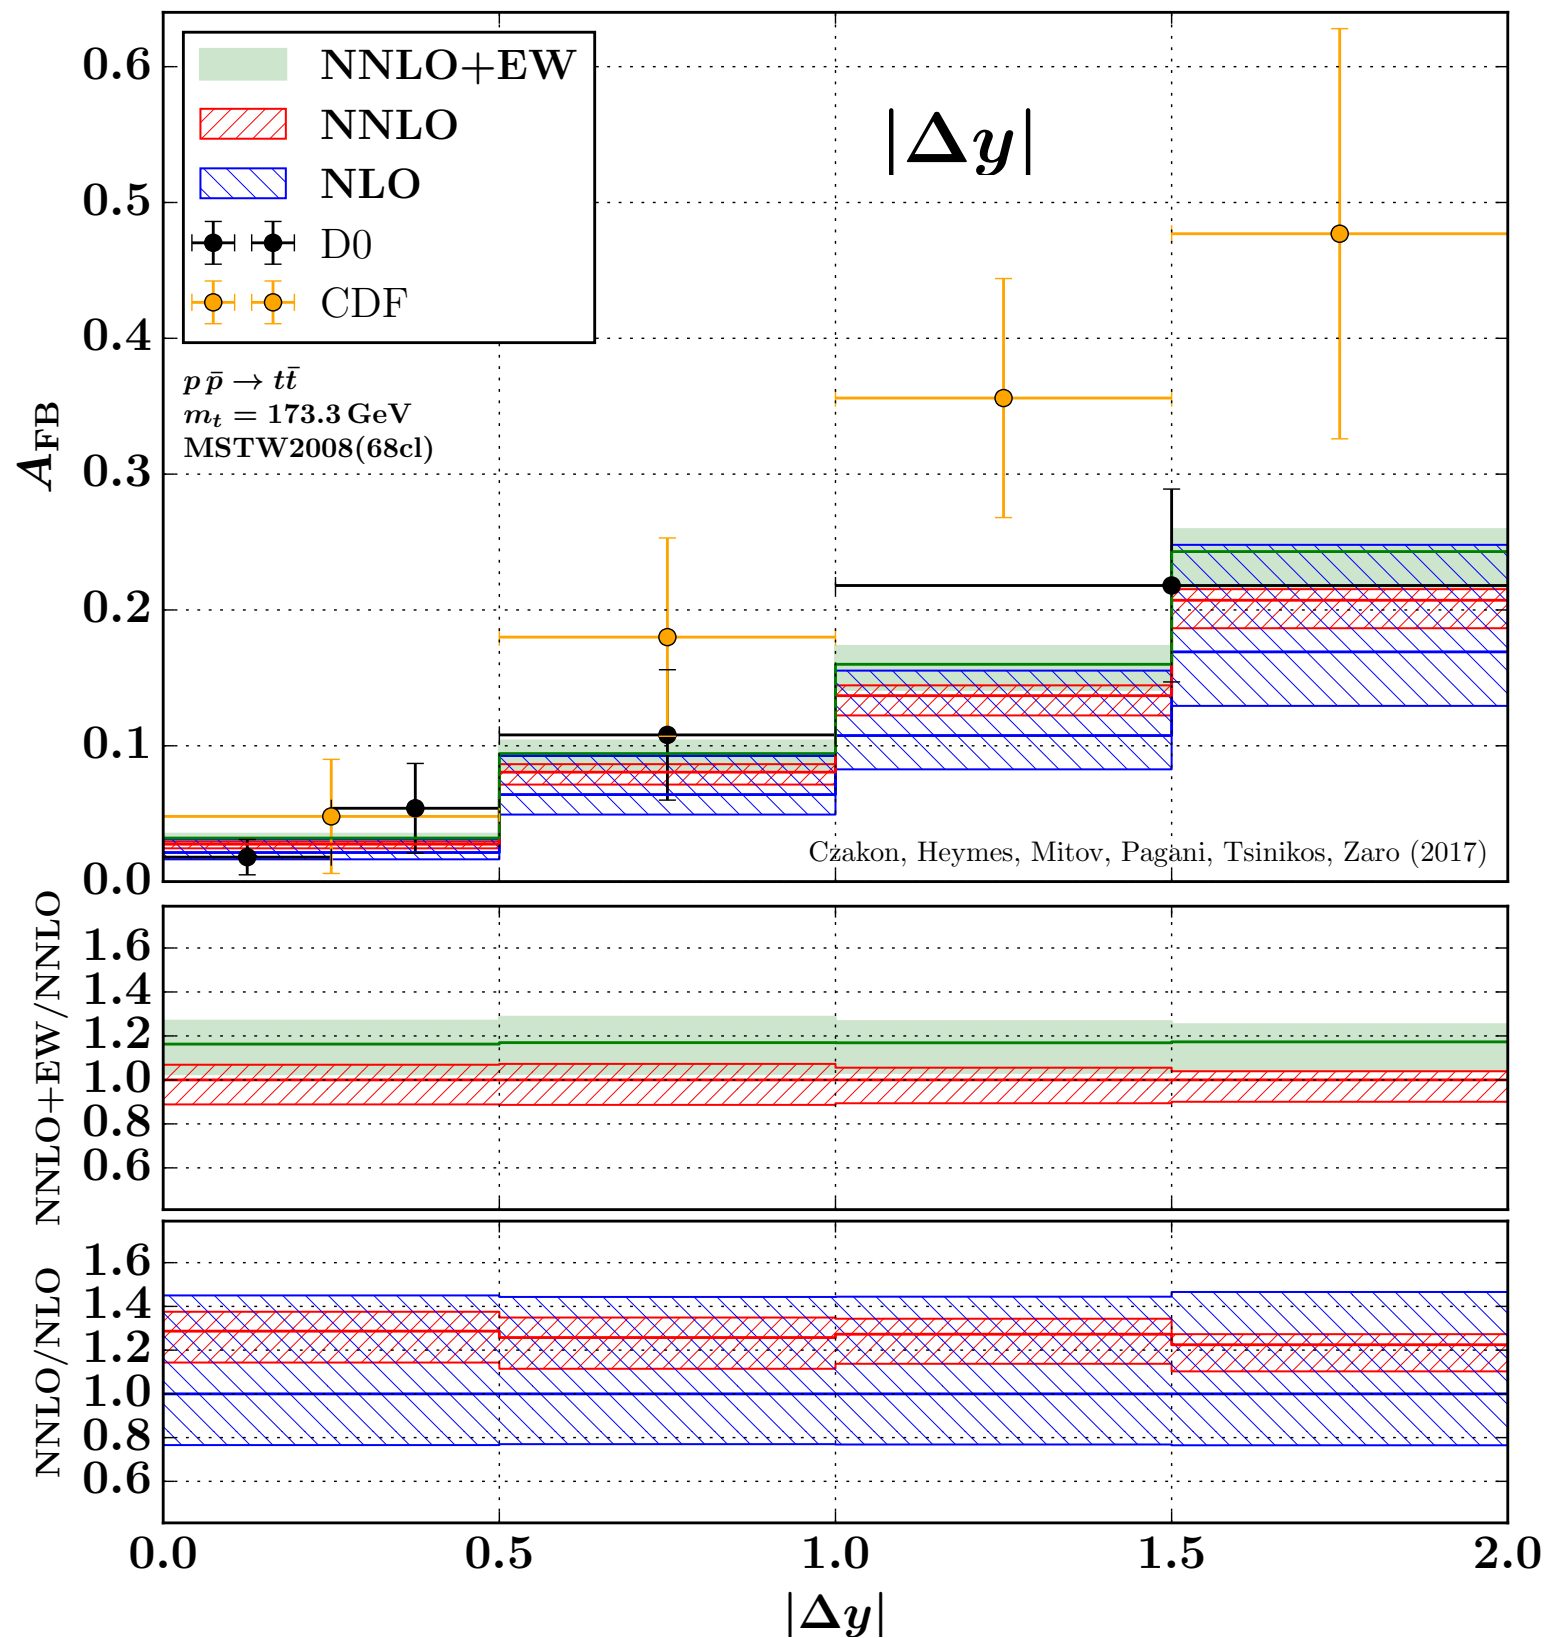 NNLO+EW
NNLO
NLO
D0
CDF
|Δy|
p p̄ → tt̄
m_t = 173.3 GeV
MSTW2008(68cl)
A_FB
0.6
0.5
0.4
0.3
0.2
0.1
0.0
Czakon, Heymes, Mitov, Pagani, Tsinikos, Zaro (2017)
NNLO+EW/NNLO
1.6
1.4
1.2
1.0
0.8
0.6
NNLO/NLO
1.6
1.4
1.2
1.0
0.8
0.6
0.0 0.5 1.0 1.5 2.0
|Δy|